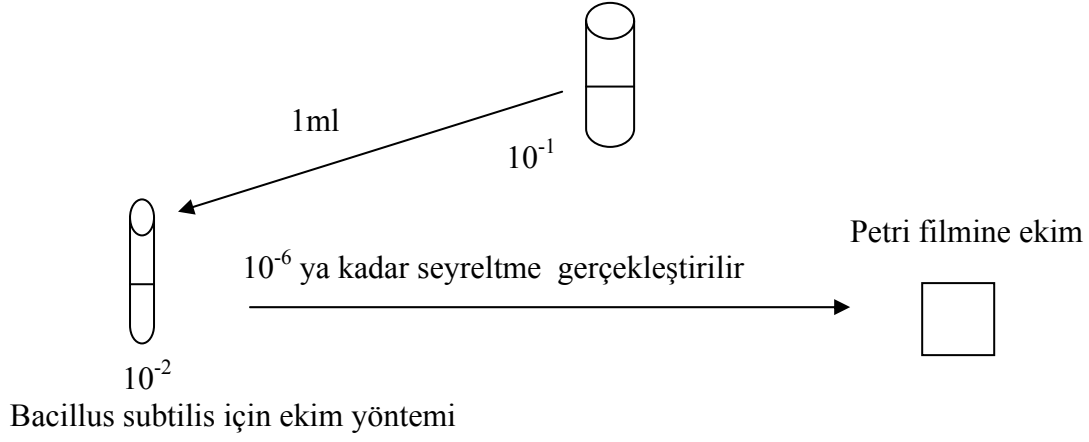 1ml
10⁻¹
Petri filmine ekim
10⁻⁶ ya kadar seyreltme gerçekleştirilir
10⁻²
Bacillus subtilis için ekim yöntemi